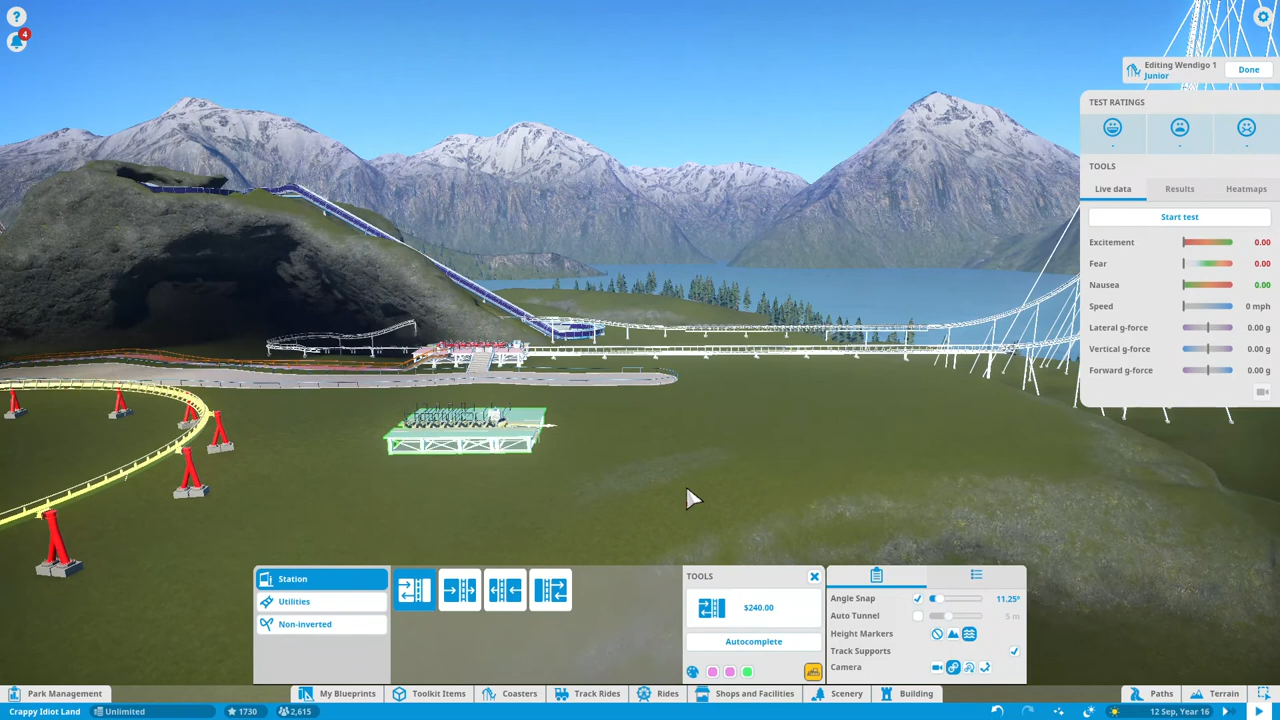 ?
4
Editing Wendigo 1
Junior
Done
TEST RATINGS
- - -
TOOLS
Live data Results Heatmaps
Start test
Excitement 0.00
Fear 0.00
Nausea 0.00
Speed 0 mph
Lateral g-force 0.00 g
Vertical g-force 0.00 g
Forward g-force 0.00 g
Station
Utilities
Non-inverted
TOOLS
$240.00
Autocomplete
Angle Snap 11.25°
Auto Tunnel 5 m
Height Markers
Track Supports
Camera
Park Management My Blueprints Toolkit Items Coasters Track Rides Rides Shops and Facilities Scenery Building Paths Terrain
Crappy Idiot Land Unlimited 1730 2,615 12 Sep, Year 16